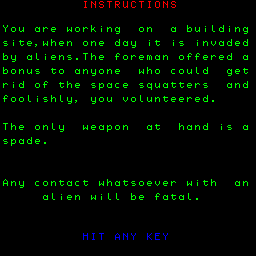 INSTRUCTIONS
You are working on a building
site,when one day it is invaded
by aliens.The foreman offered a
bonus to anyone who could get
rid of the space squatters and
foolishly, you volunteered.
The only weapon at hand is a
spade.
Any contact whatsoever with an
alien will be fatal.
HIT ANY KEY